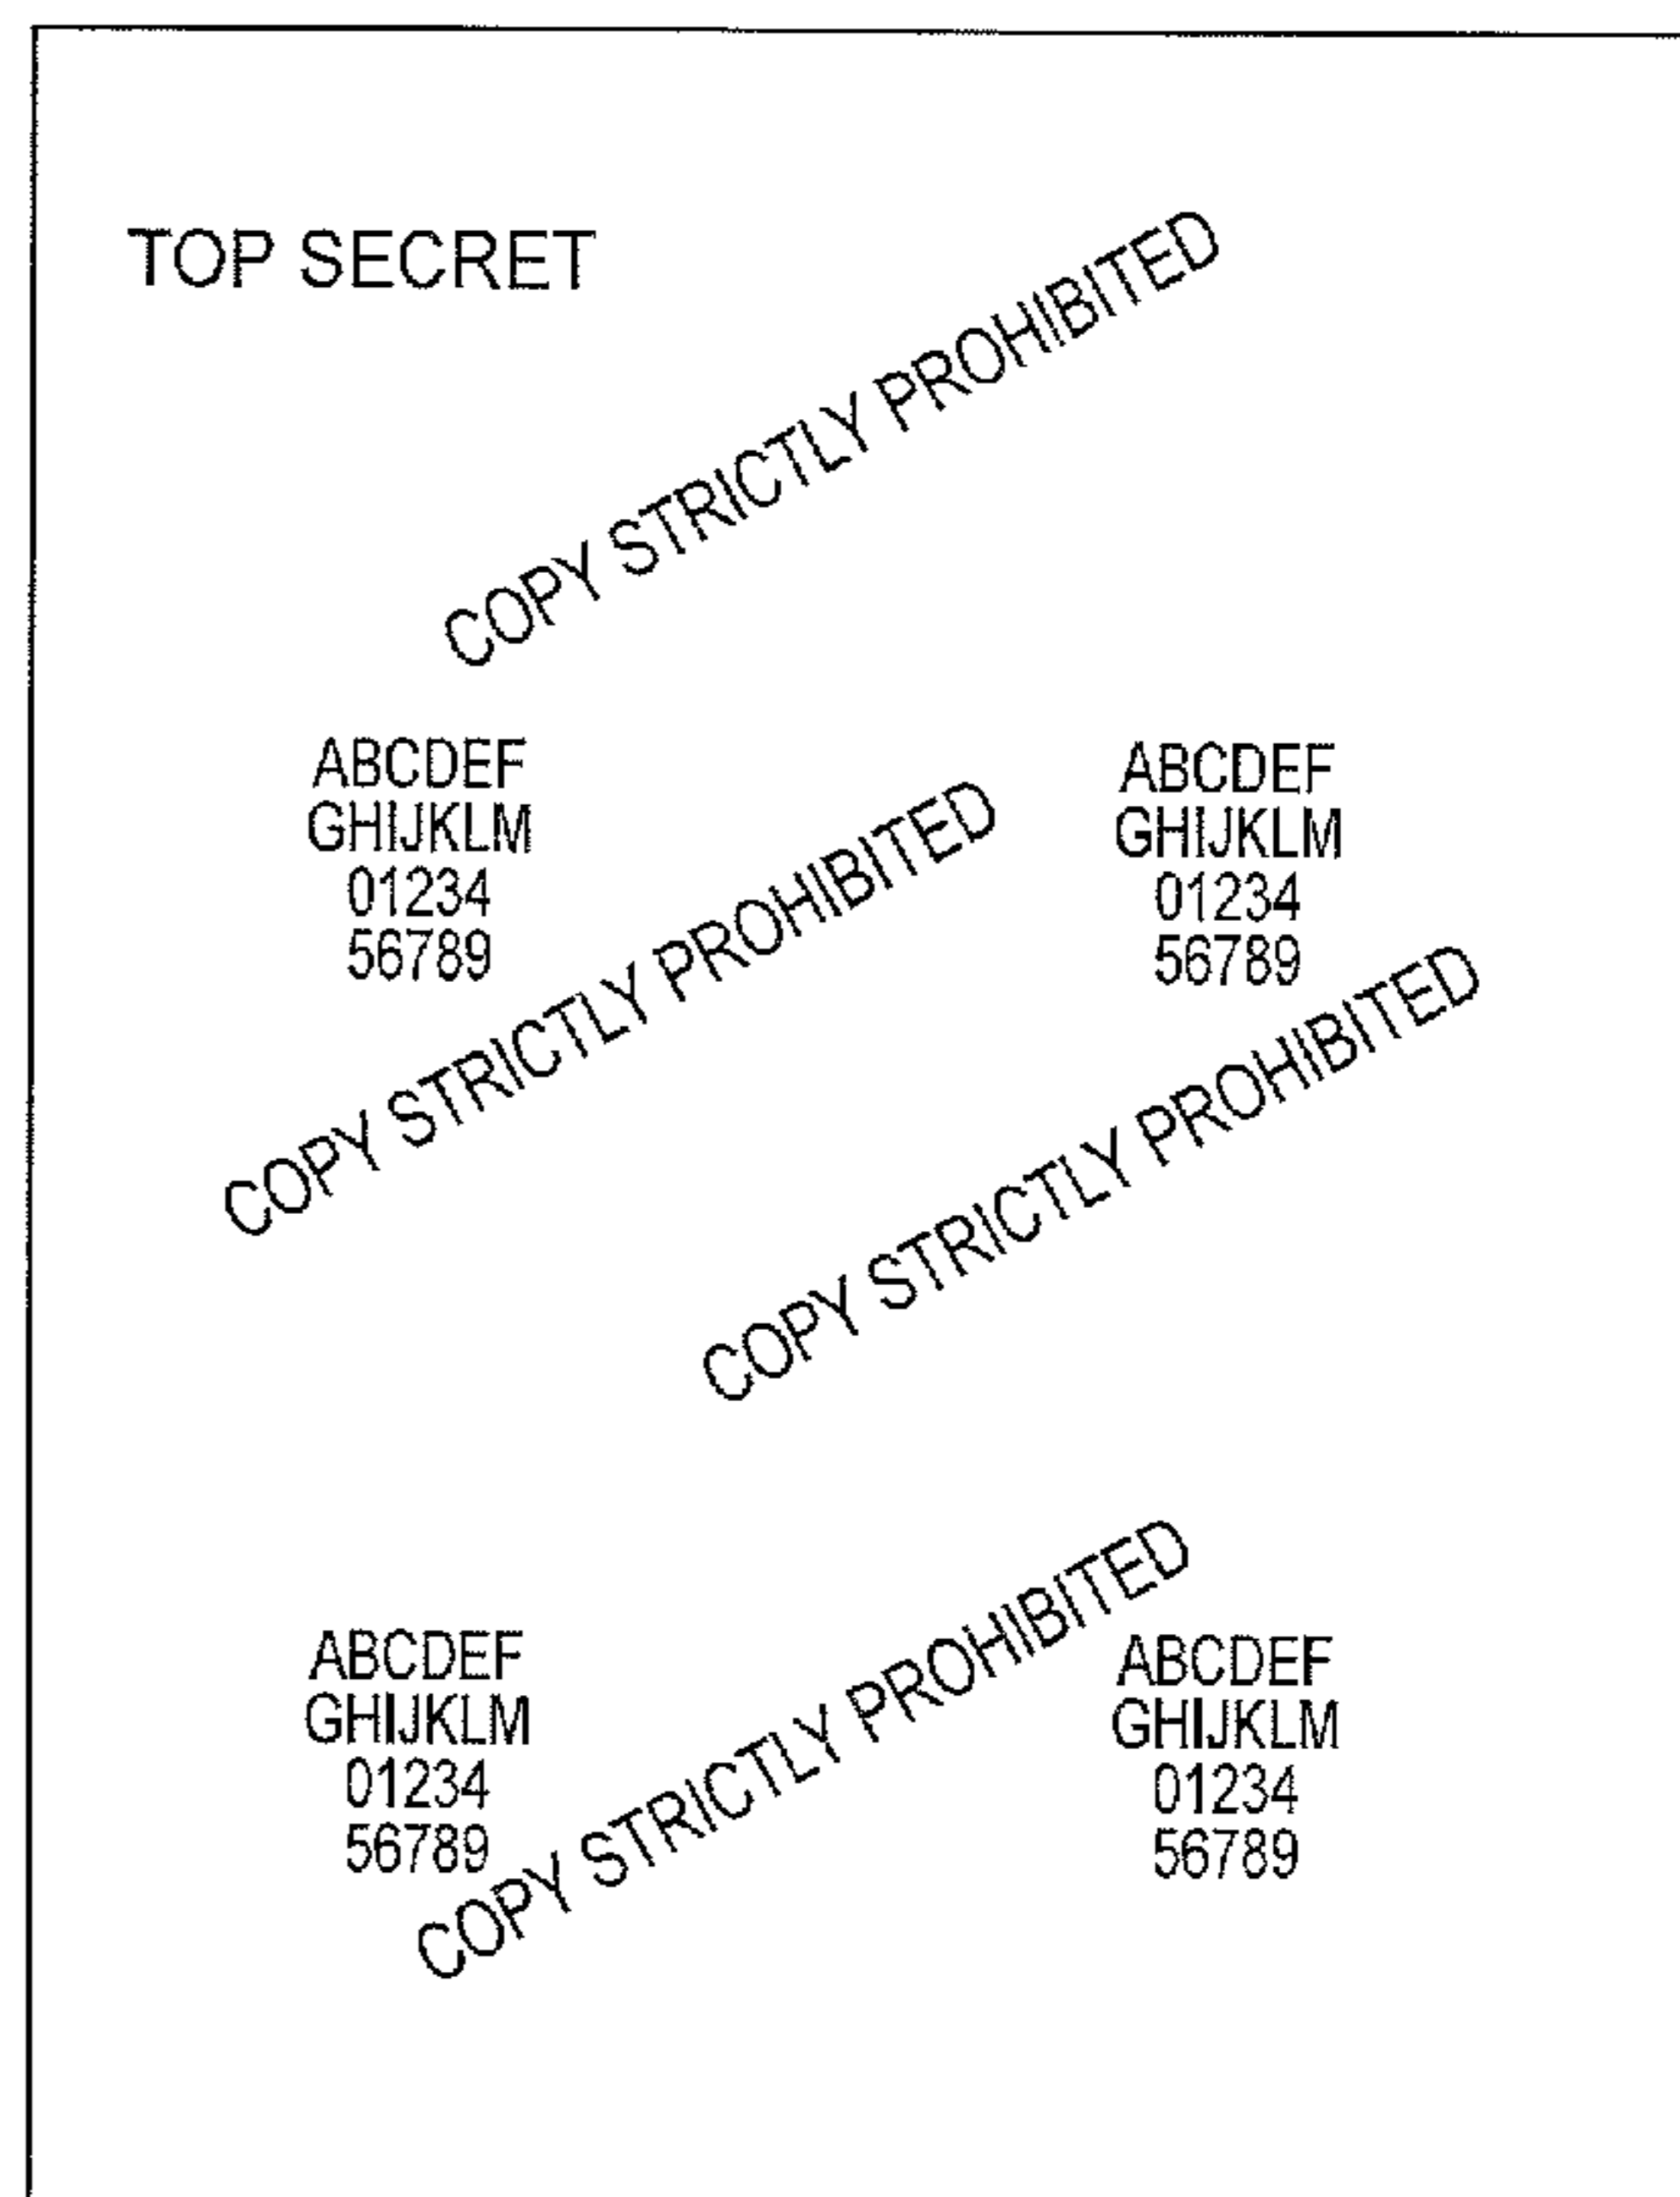 TOP SECRET
COPY STRICTLY PROHIBITED
ABCDEF
GHIJKLM
01234
56789
ABCDEF
GHIJKLM
01234
56789
COPY STRICTLY PROHIBITED
COPY STRICTLY PROHIBITED
ABCDEF
GHIJKLM
01234
56789
ABCDEF
GHIJKLM
01234
56789
COPY STRICTLY PROHIBITED